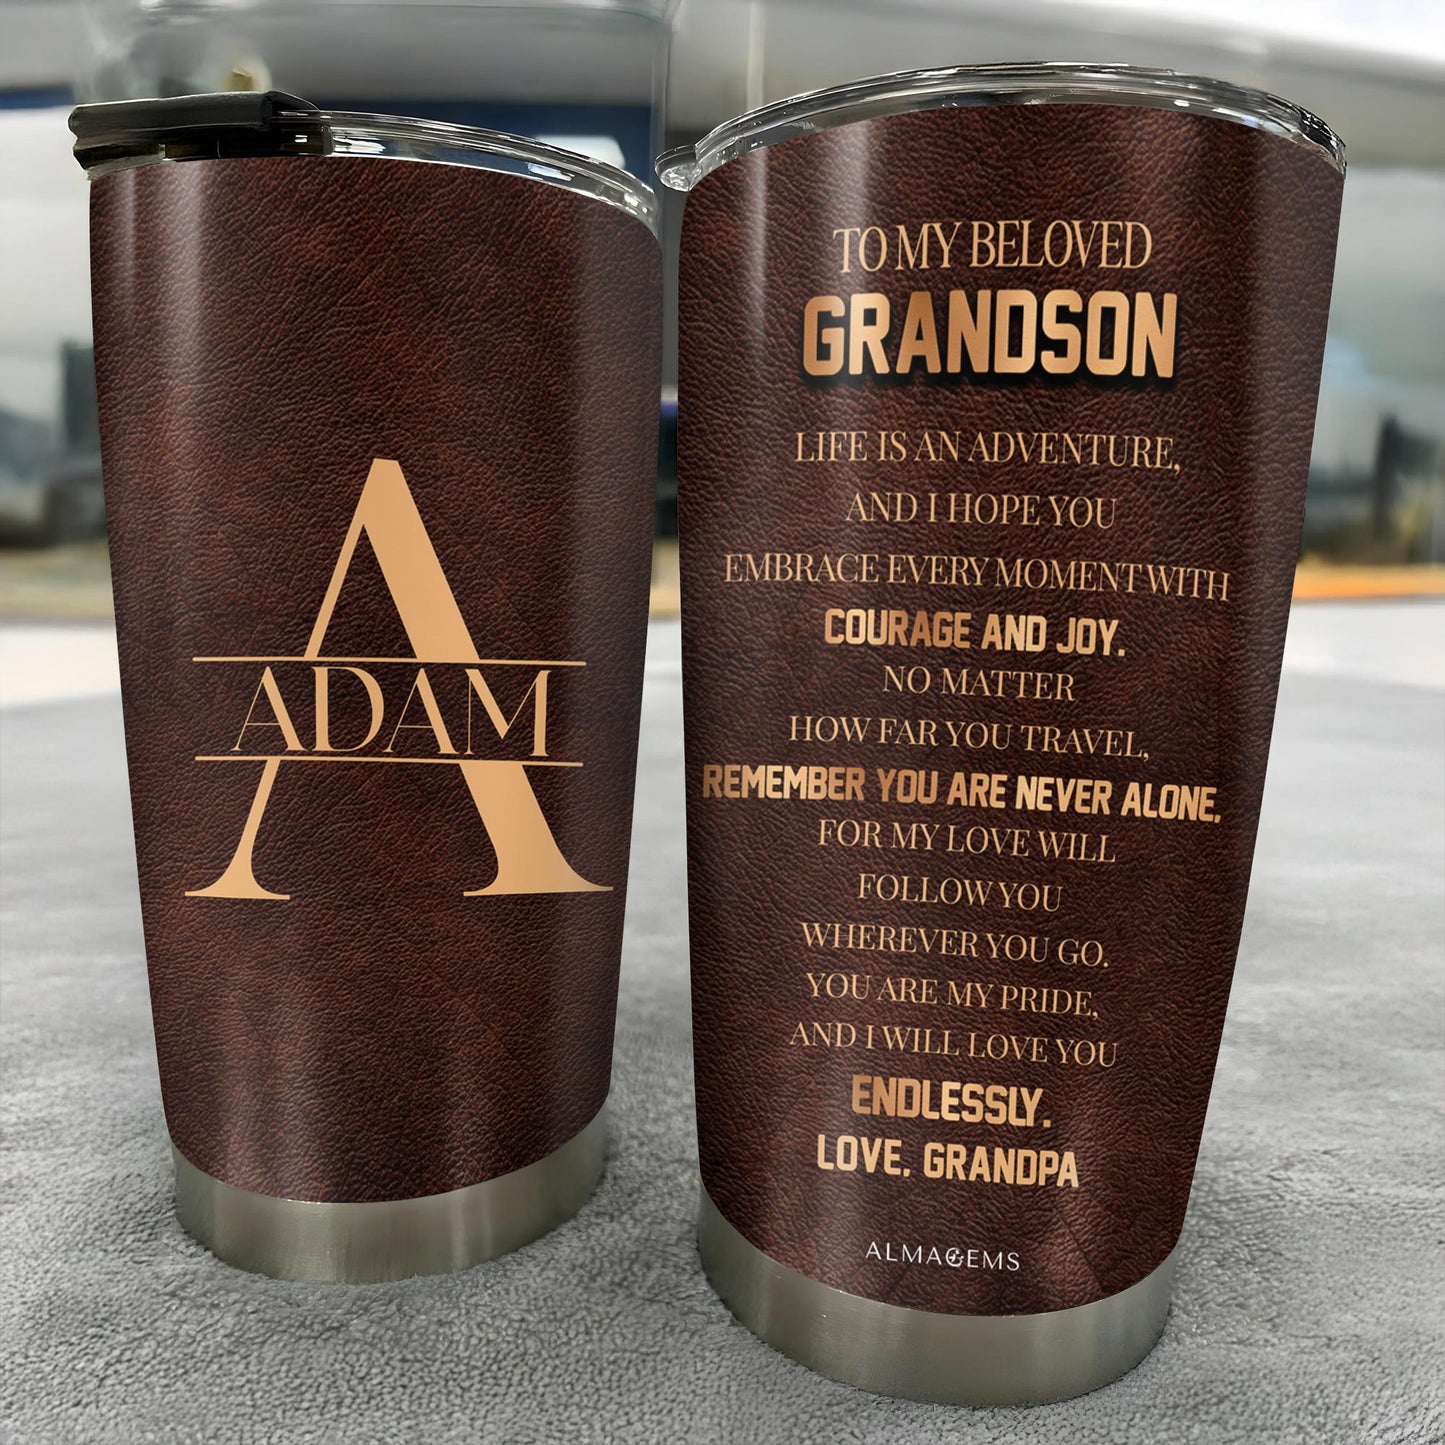 A
ADAM
TO MY BELOVED
GRANDSON
LIFE IS AN ADVENTURE,
AND I HOPE YOU
EMBRACE EVERY MOMENT WITH
COURAGE AND JOY.
NO MATTER
HOW FAR YOU TRAVEL,
REMEMBER YOU ARE NEVER ALONE,
FOR MY LOVE WILL
FOLLOW YOU
WHEREVER YOU GO.
YOU ARE MY PRIDE,
AND I WILL LOVE YOU
ENDLESSLY.
LOVE, GRANDPA
ALMAGEMS